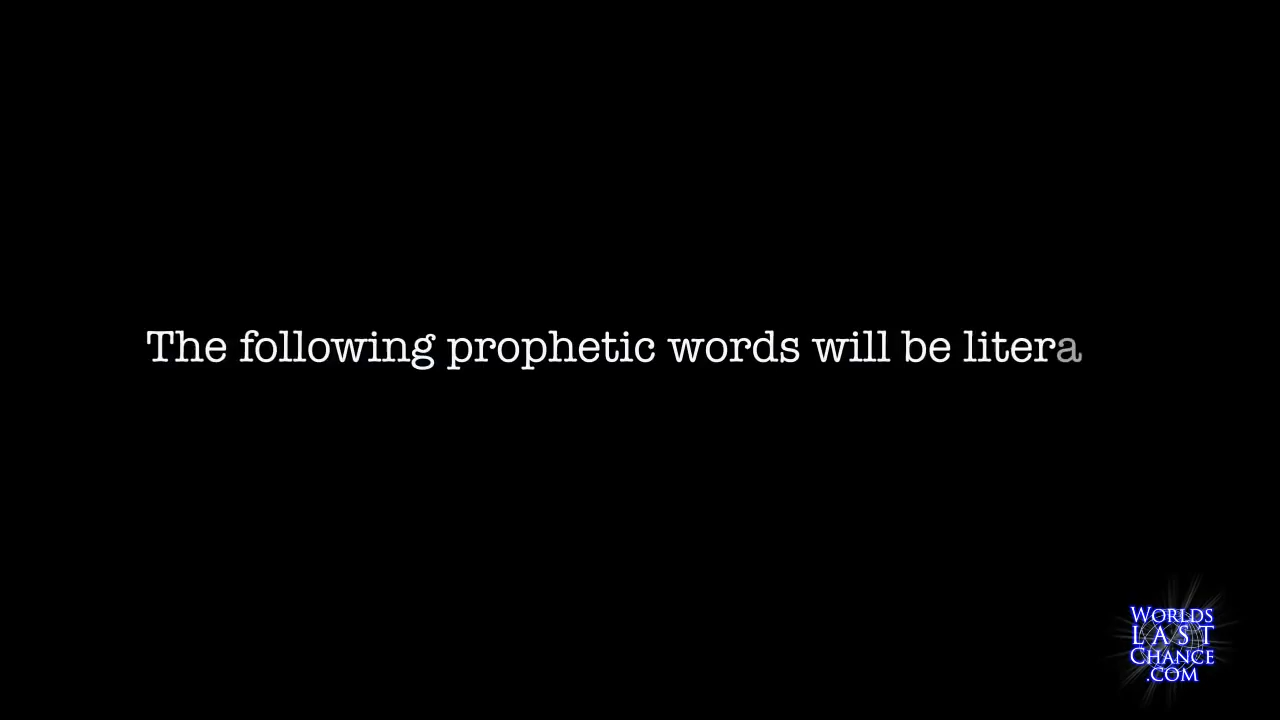 The following prophetic words will be litera
WORLDS
LAST
CHANCE
.COM